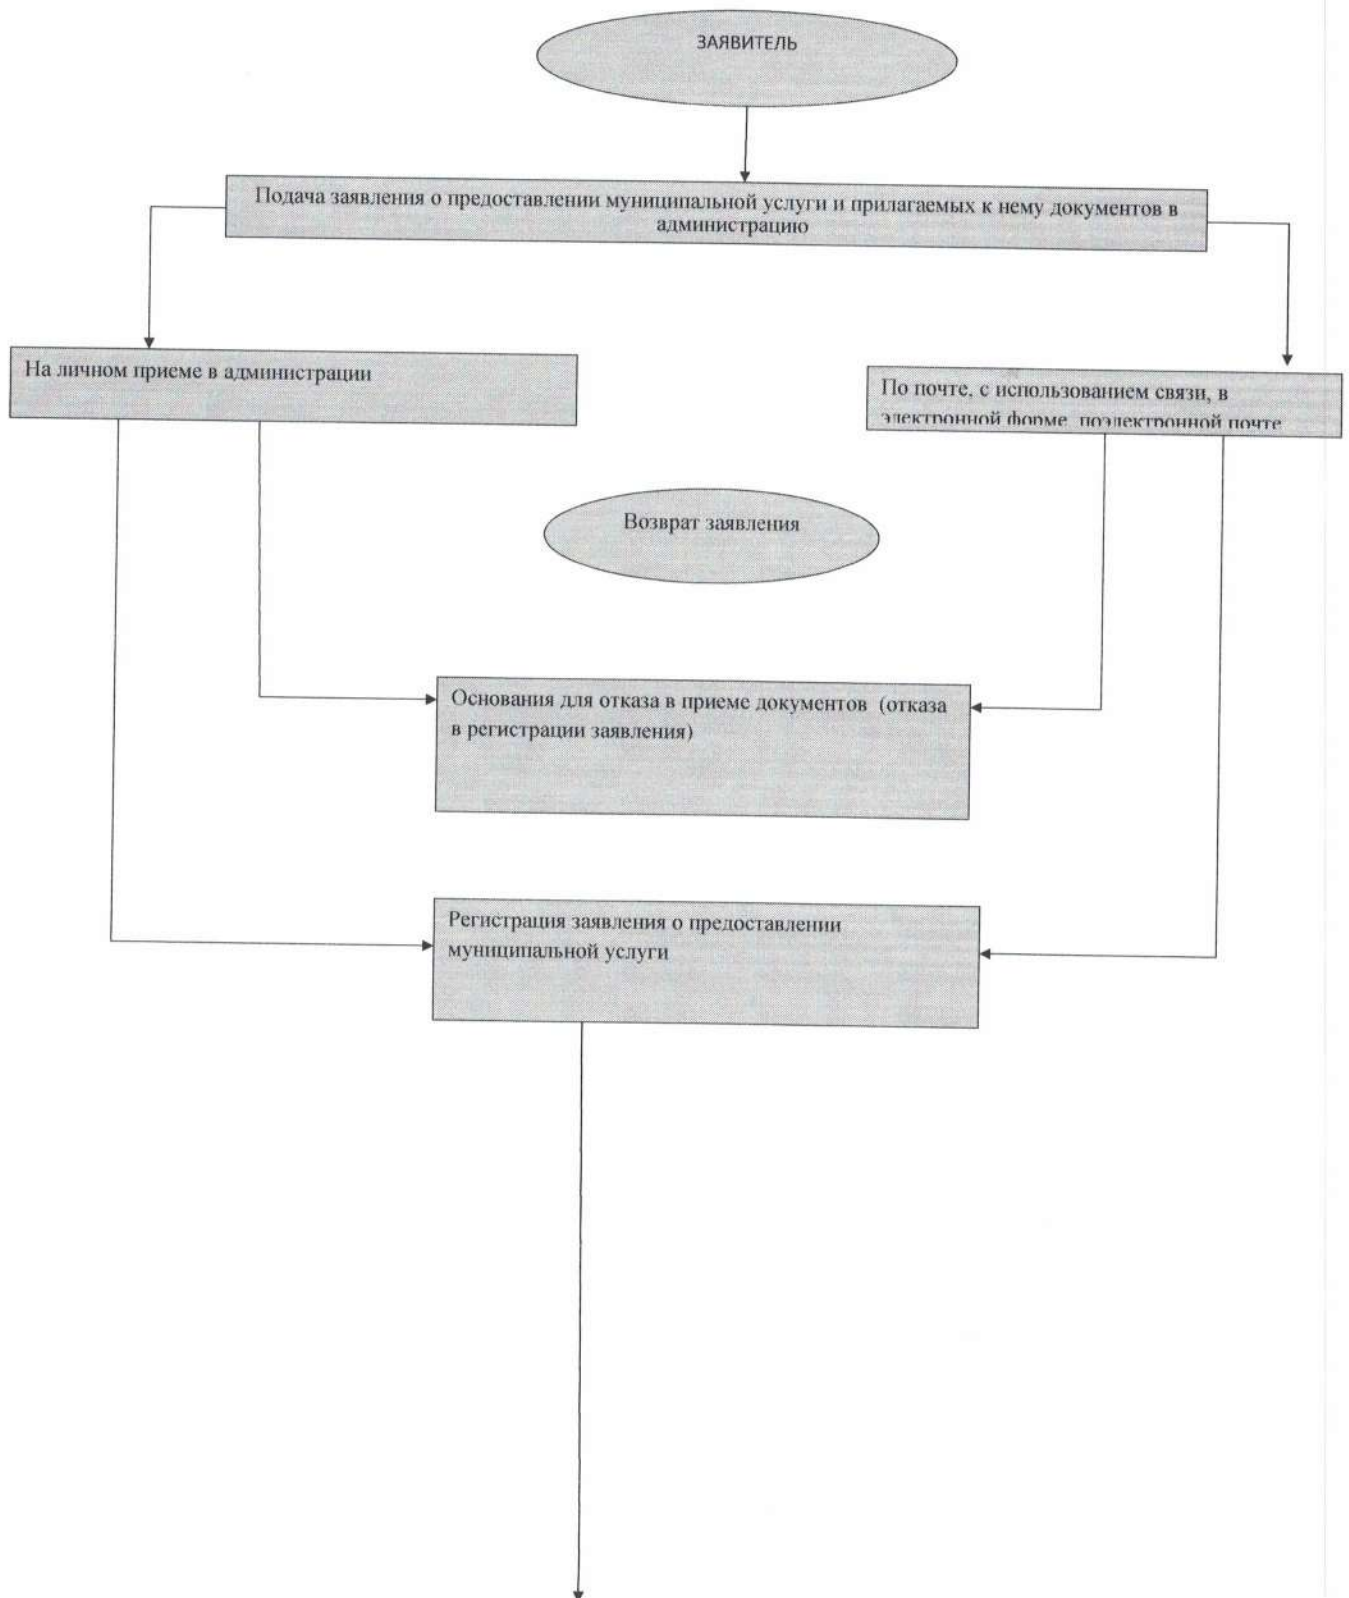 ЗАЯВИТЕЛЬ
Подача заявления о предоставлении муниципальной услуги и прилагаемых к нему документов в
администрацию
На личном приеме в администрации
По почте, с использованием связи, в
электронной форме, поэлектронной почте
Возврат заявления
Основания для отказа в приеме документов (отказа
в регистрации заявления)
Регистрация заявления о предоставлении
муниципальной услуги